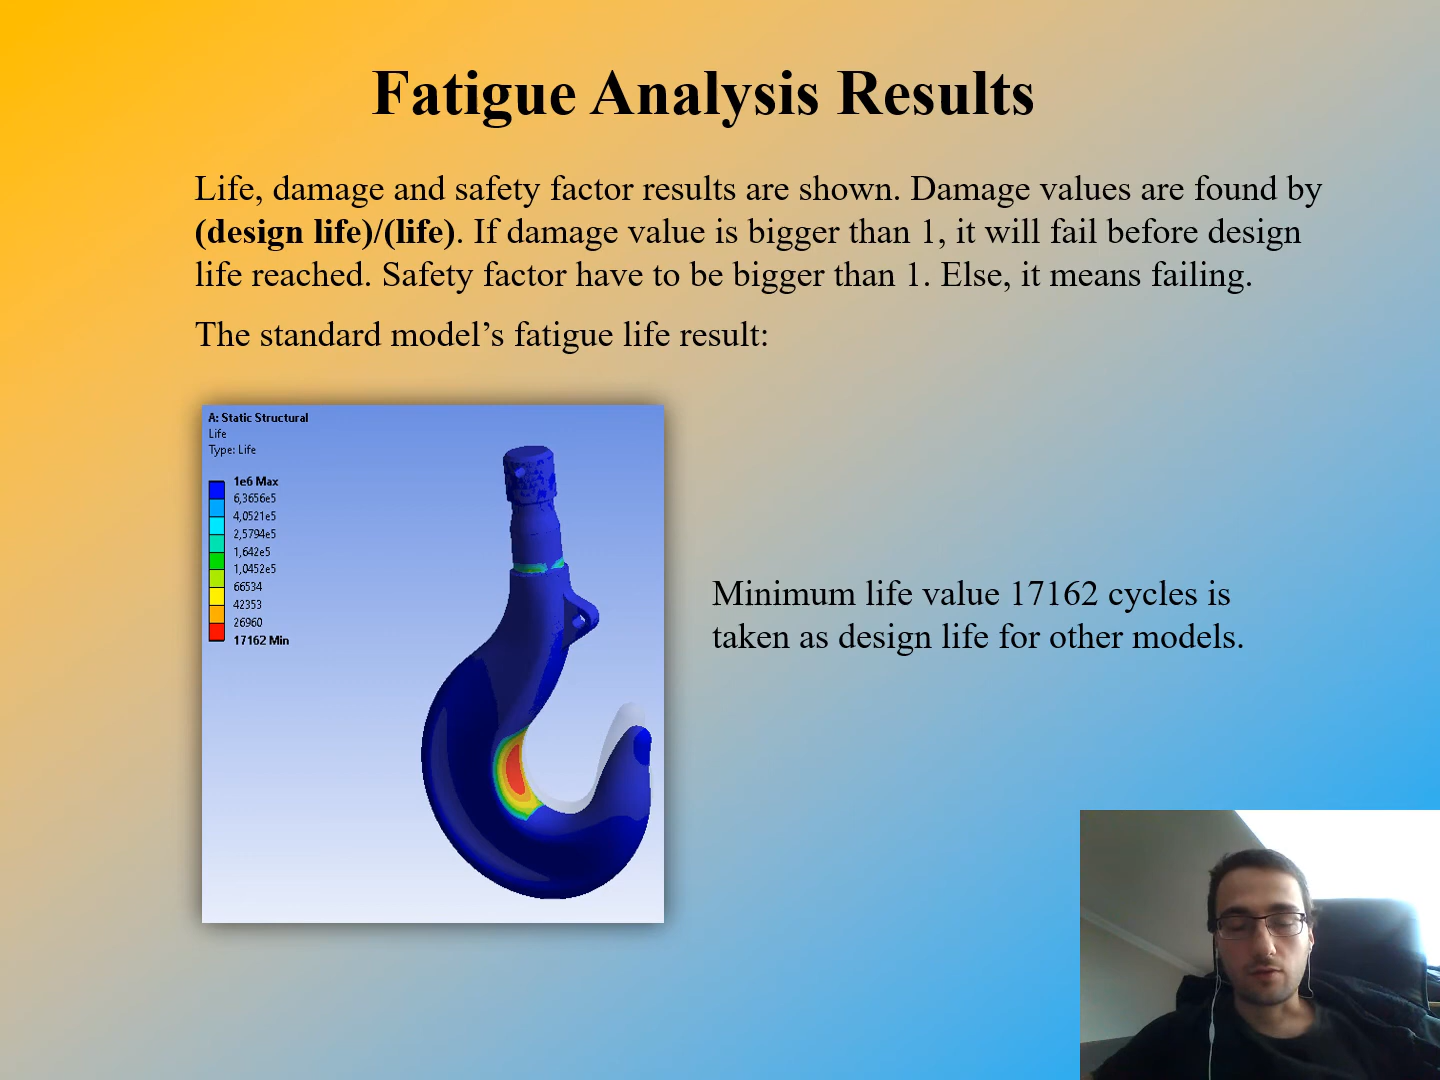 Fatigue Analysis Results
Life, damage and safety factor results are shown. Damage values are found by
(design life)/(life). If damage value is bigger than 1, it will fail before design
life reached. Safety factor have to be bigger than 1. Else, it means failing.
The standard model’s fatigue life result:
A: Static Structural
Life
Type: Life
1e6 Max
6,3656e5
4,0521e5
2,5794e5
1,642e5
1,0452e5
66534
42353
26960
17162 Min
Minimum life value 17162 cycles is
taken as design life for other models.